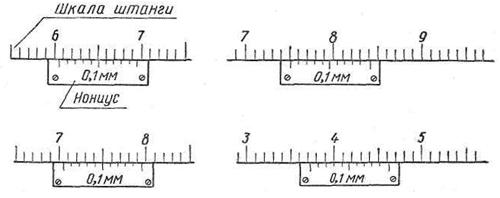 Шкала штанги
6 7
0,1мм
Нониус
7 8 9
0,1мм
7 8
0,1мм
3 4 5
0,1мм